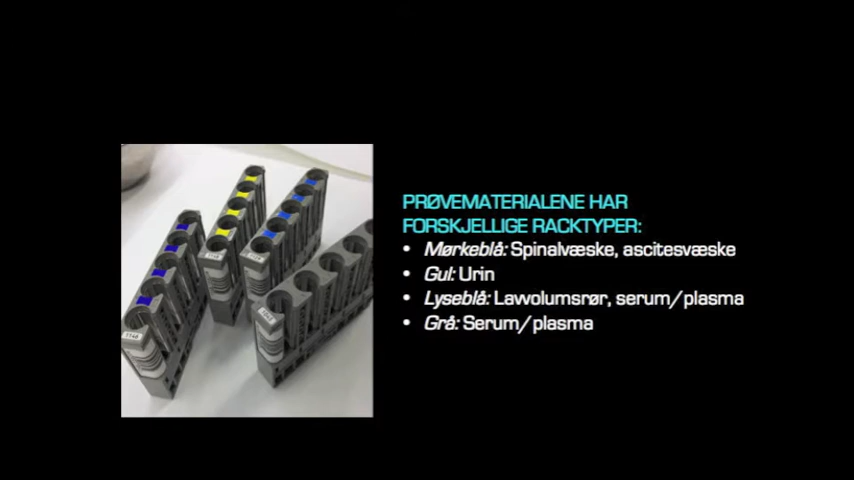 PRØVEMATERIALENE HAR
FORSKJELLIGE RACKTYPER:
• Mørkeblå: Spinalvæske, ascitesvæske
• Gul: Urin
• Lyseblå: Lavvolumsrør, serum/plasma
• Grå: Serum/plasma